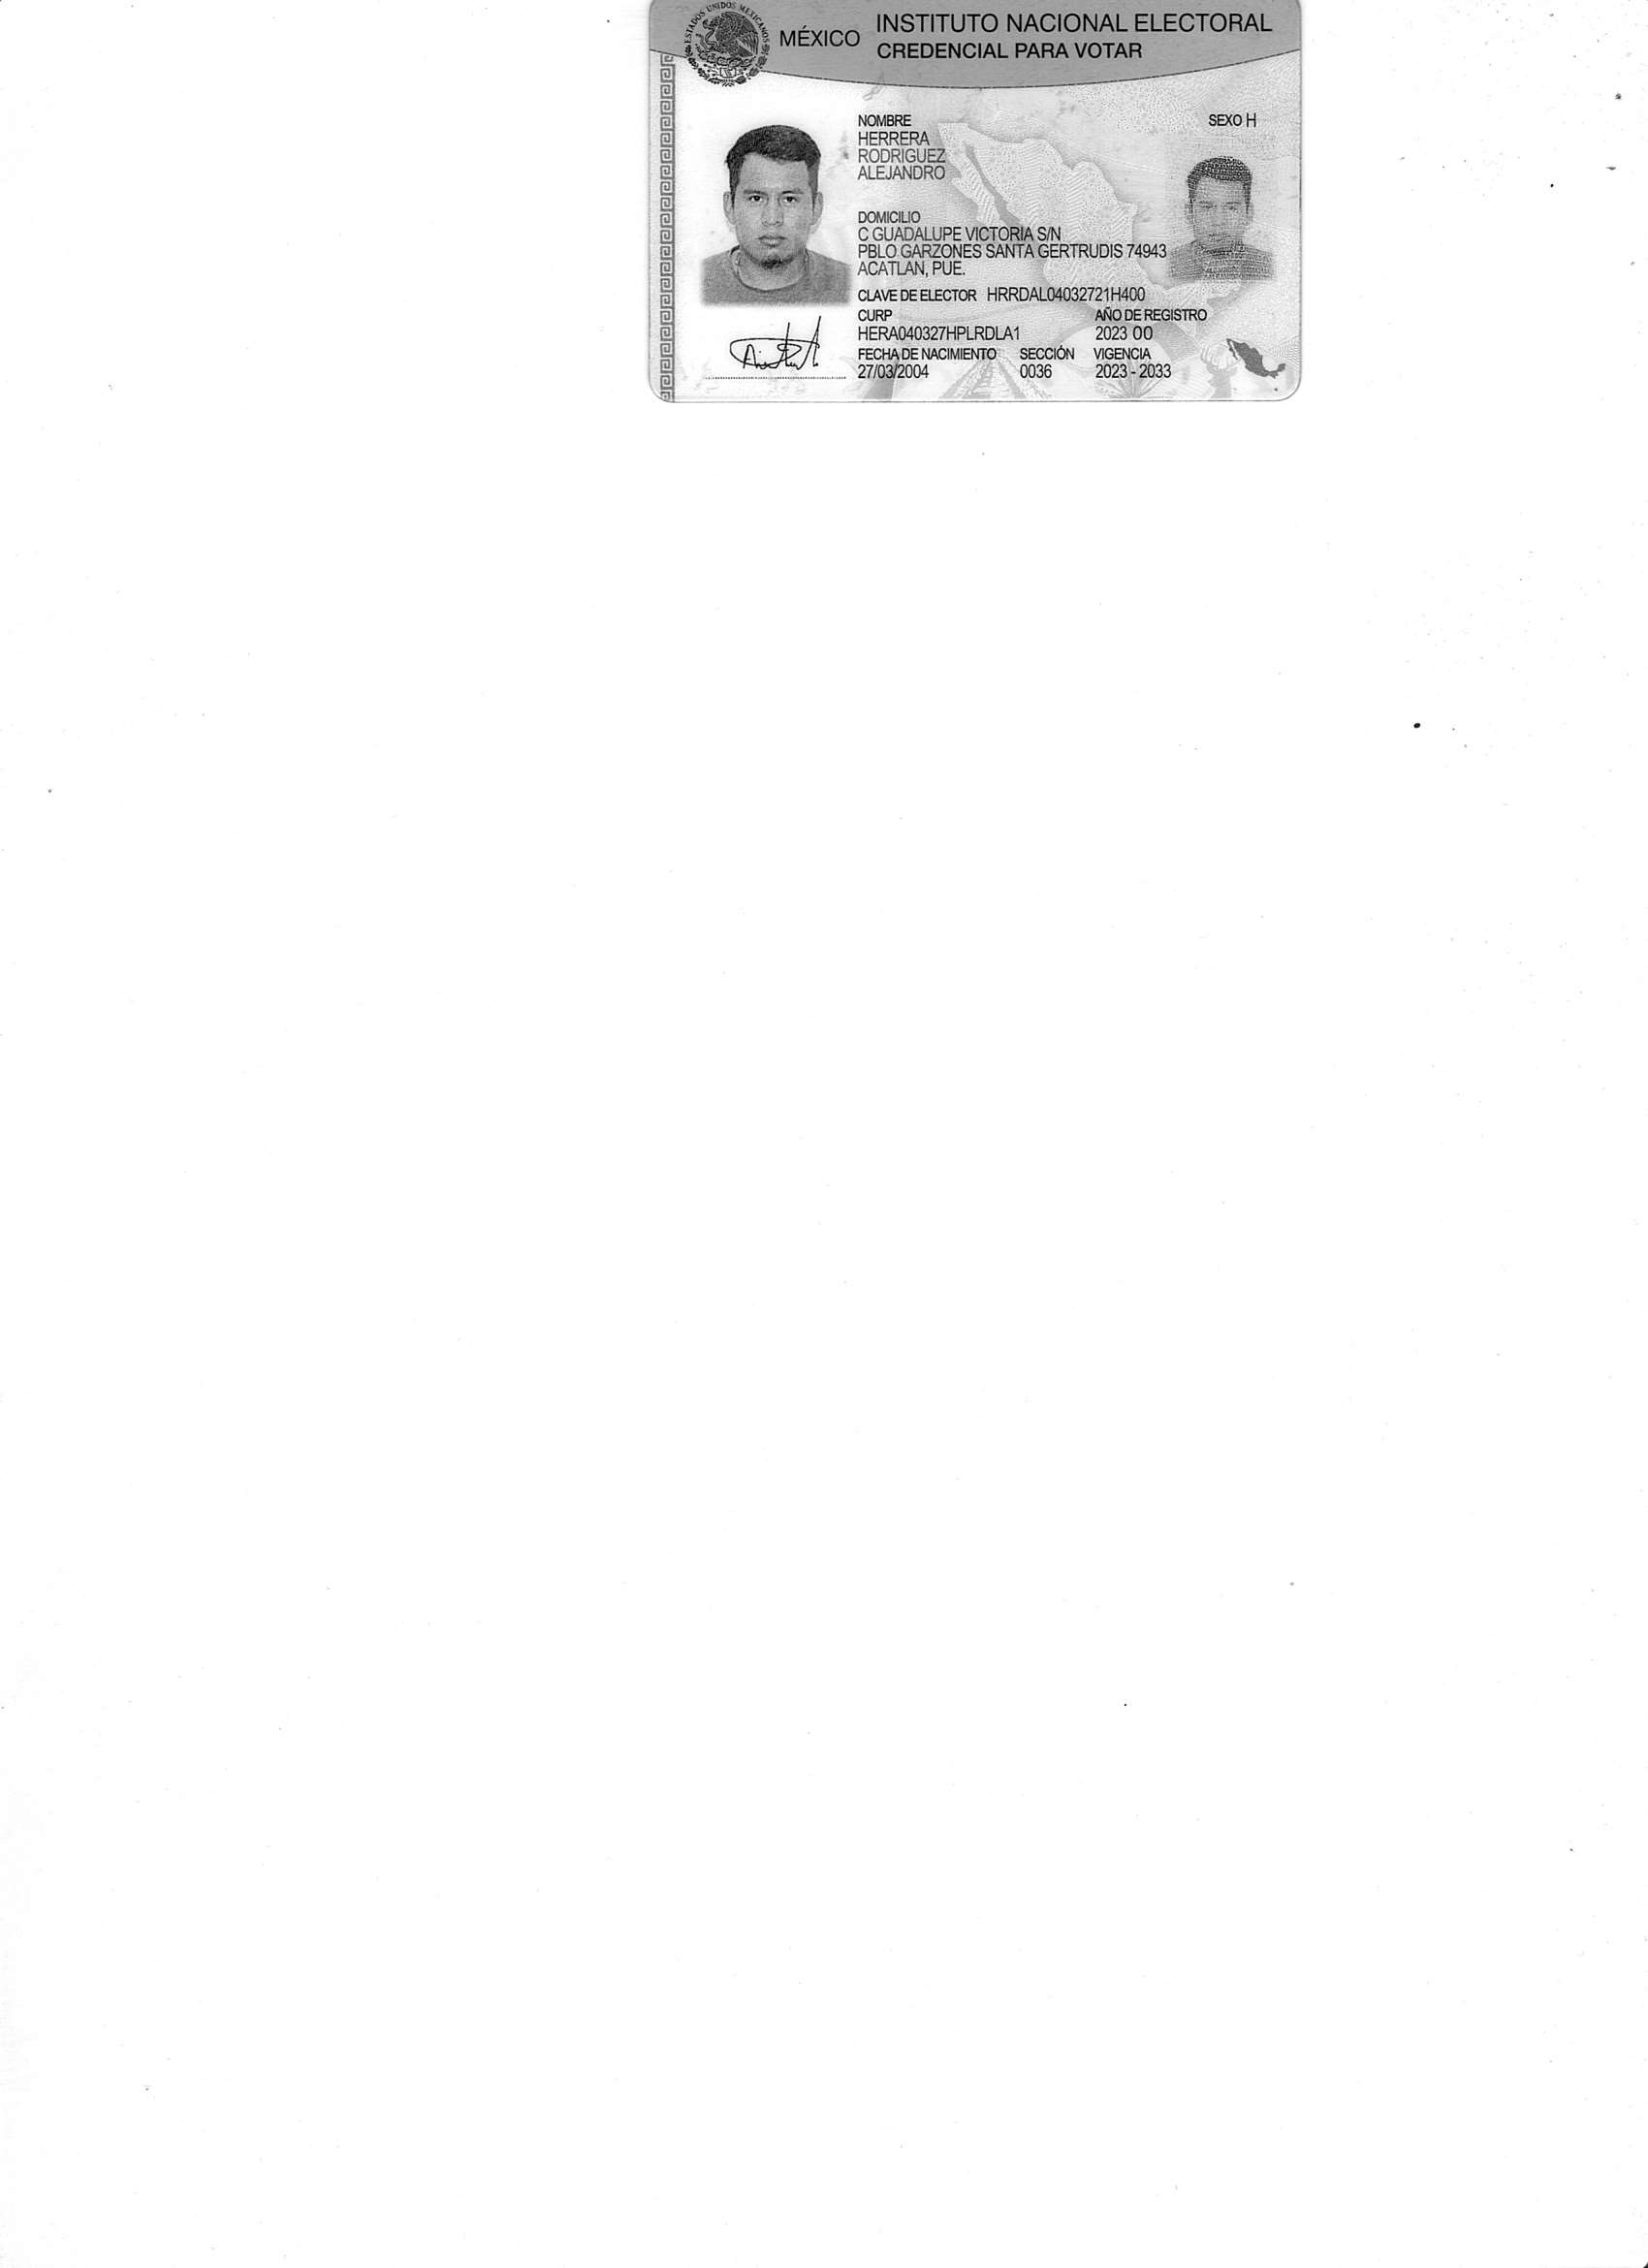 ESTADOS UNIDOS MEXICANOS
MÉXICO
INSTITUTO NACIONAL ELECTORAL
CREDENCIAL PARA VOTAR
NOMBRE
SEXO H
HERRERA
RODRIGUEZ
ALEJANDRO
DOMICILIO
C GUADALUPE VICTORIA S/N
PBLO GARZONES SANTA GERTRUDIS 74943
ACATLAN, PUE.
CLAVE DE ELECTOR HRRDAL04032721H400
CURP AÑO DE REGISTRO
HERA040327HPLRDLA1 2023 00
FECHA DE NACIMIENTO SECCIÓN VIGENCIA
27/03/2004 0036 2023 - 2033